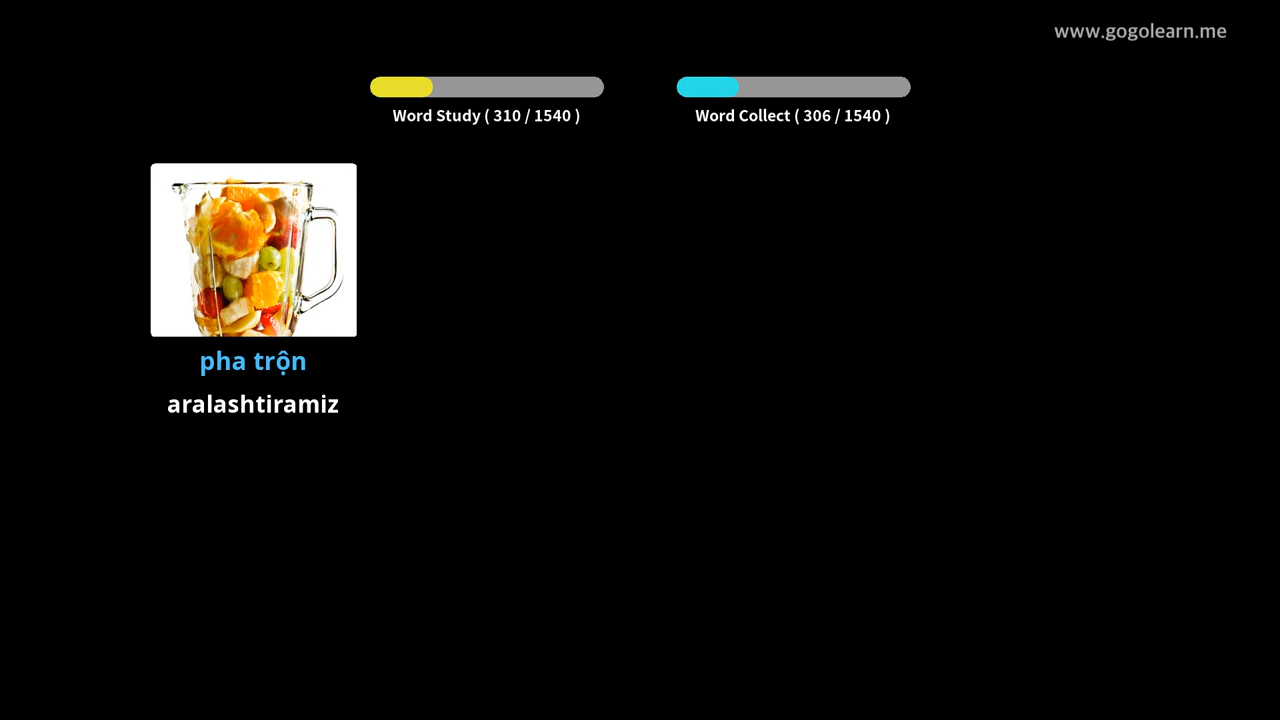 www.gogolearn.me
Word Study ( 310 / 1540 )
Word Collect ( 306 / 1540 )
pha trộn
aralashtiramiz